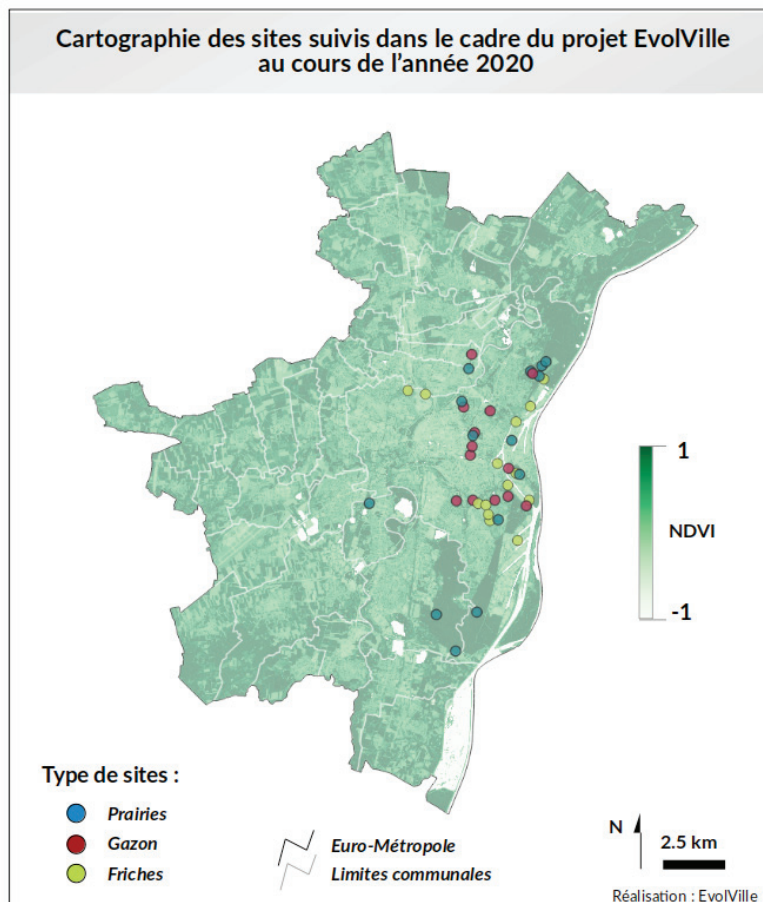 Cartographie des sites suivis dans le cadre du projet EvolVille
au cours de l'année 2020
1
NDVI
-1
Type de sites :
Prairies
Gazon
Friches
Euro-Métropole
Limites communales
N
2.5 km
Réalisation : EvolVille